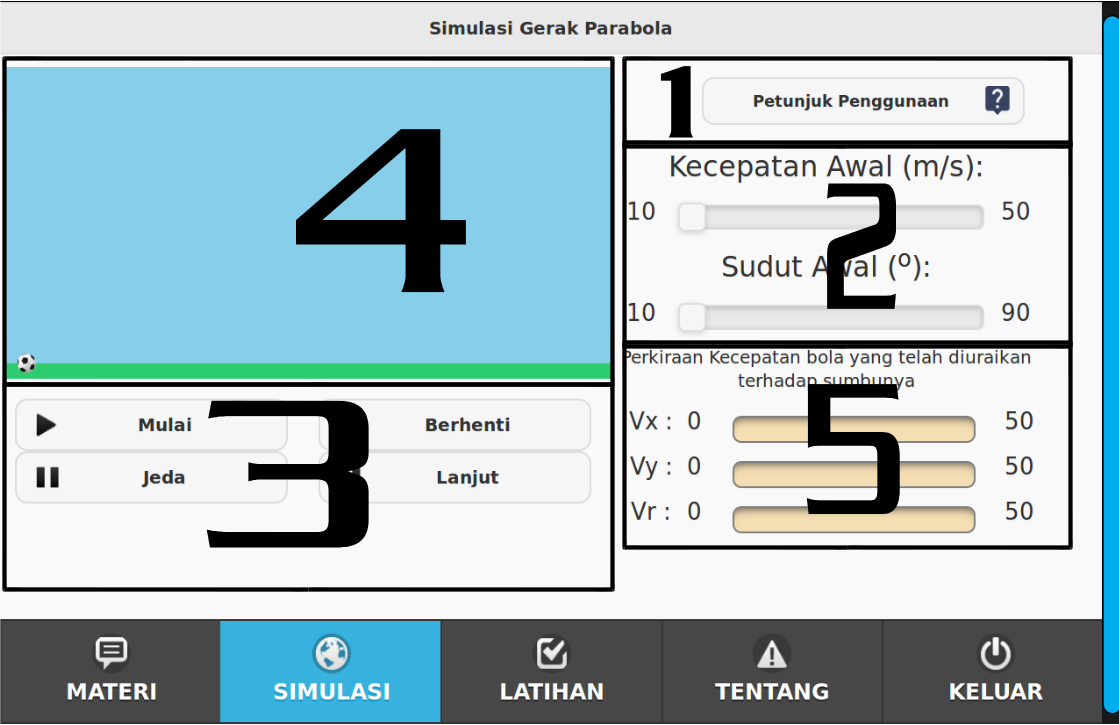 Simulasi Gerak Parabola
4
1
Petunjuk Penggunaan ?
Kecepatan Awal (m/s):
10 50
2
Sudut Awal (º):
10 90
Perkiraan Kecepatan bola yang telah diuraikan
terhadap sumbunya
Vx : 0 50
Vy : 0 50
Vr : 0 50
5
Mulai Berhenti
Jeda Lanjut
3
MATERI SIMULASI LATIHAN TENTANG KELUAR